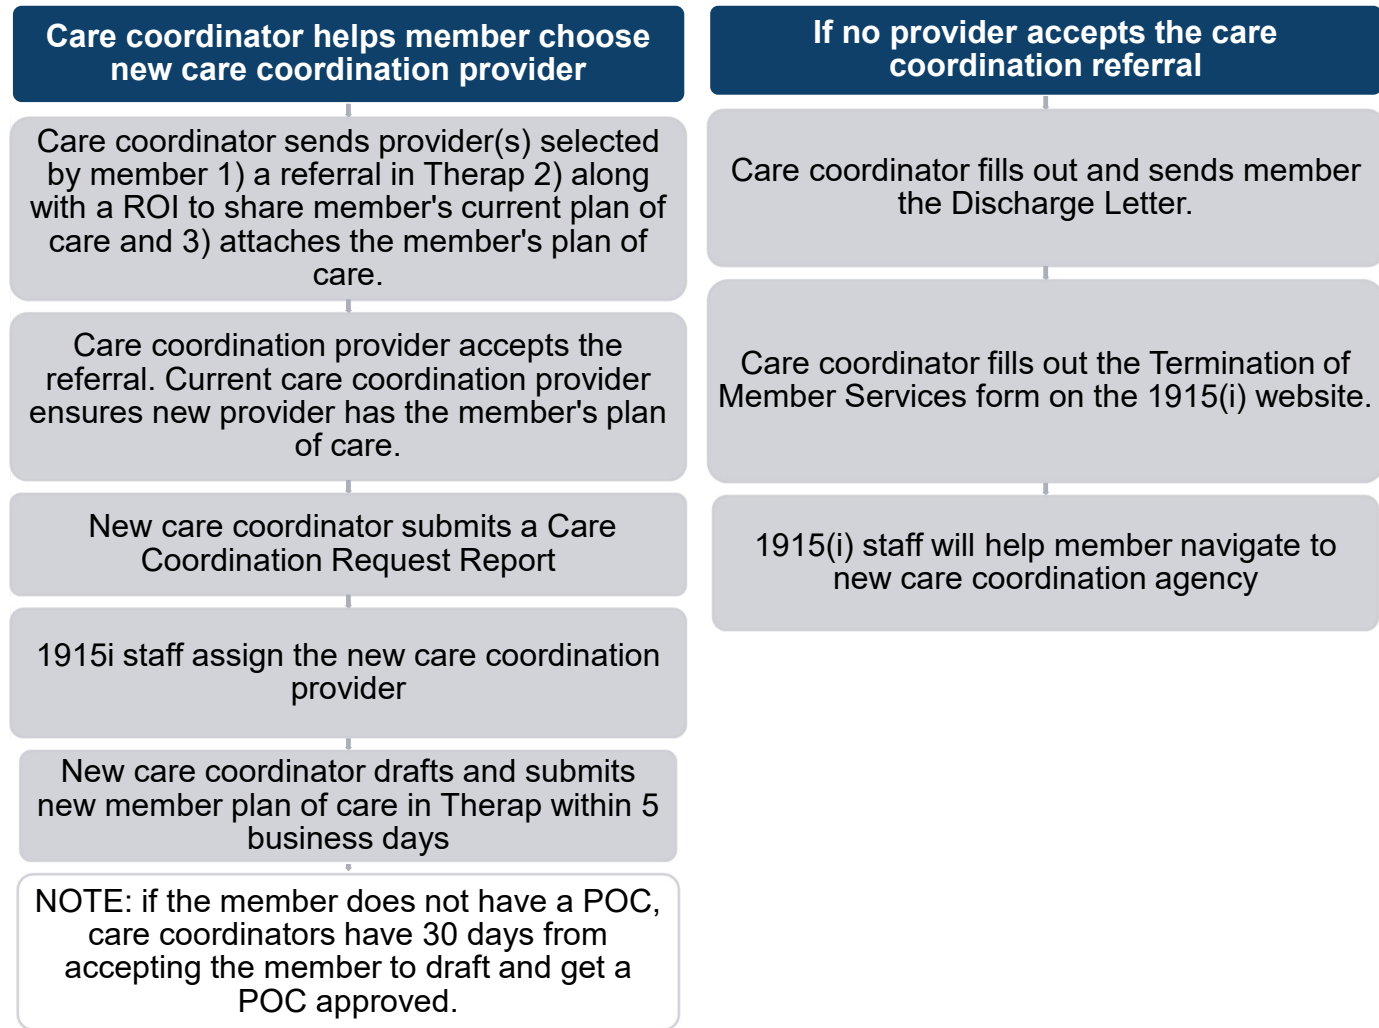 Care coordinator helps member choose
new care coordination provider
Care coordinator sends provider(s) selected
by member 1) a referral in Therap 2) along
with a ROI to share member's current plan of
care and 3) attaches the member's plan of
care.
Care coordination provider accepts the
referral. Current care coordination provider
ensures new provider has the member's plan
of care.
New care coordinator submits a Care
Coordination Request Report
1915i staff assign the new care coordination
provider
New care coordinator drafts and submits
new member plan of care in Therap within 5
business days
NOTE: if the member does not have a POC,
care coordinators have 30 days from
accepting the member to draft and get a
POC approved.
If no provider accepts the care
coordination referral
Care coordinator fills out and sends member
the Discharge Letter.
Care coordinator fills out the Termination of
Member Services form on the 1915(i) website.
1915(i) staff will help member navigate to
new care coordination agency